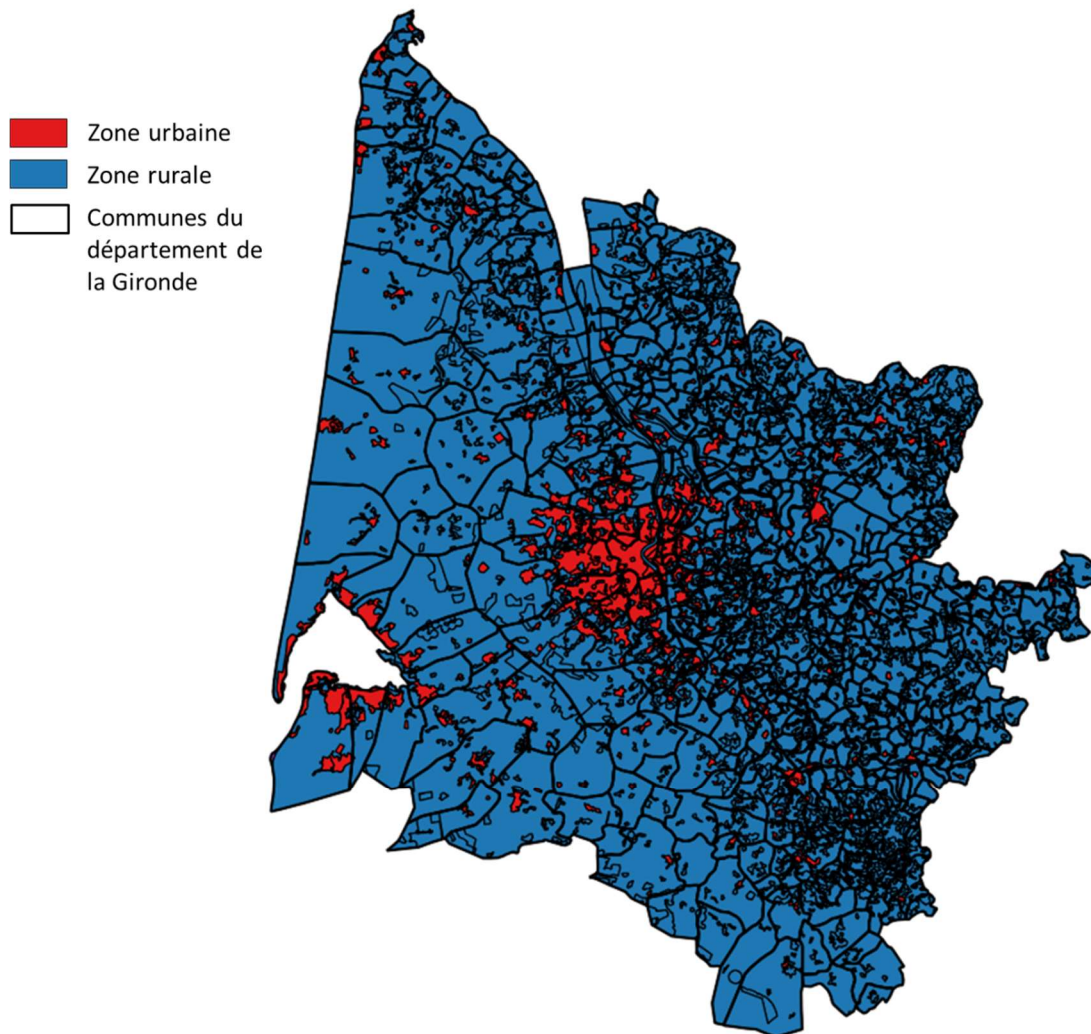 Zone urbaine
Zone rurale
Communes du
département de
la Gironde